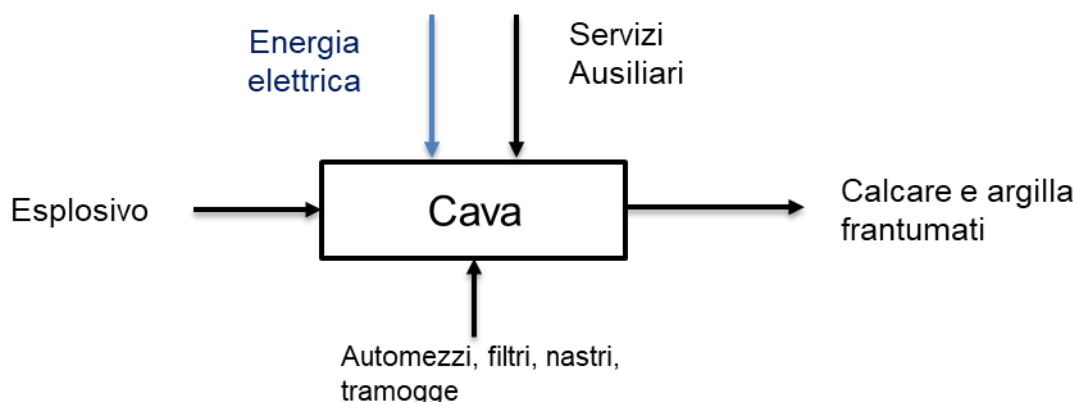 Energia
elettrica
Servizi
Ausiliari
Esplosivo
Cava
Calcare e argilla
frantumati
Automezzi, filtri, nastri,
tramogge